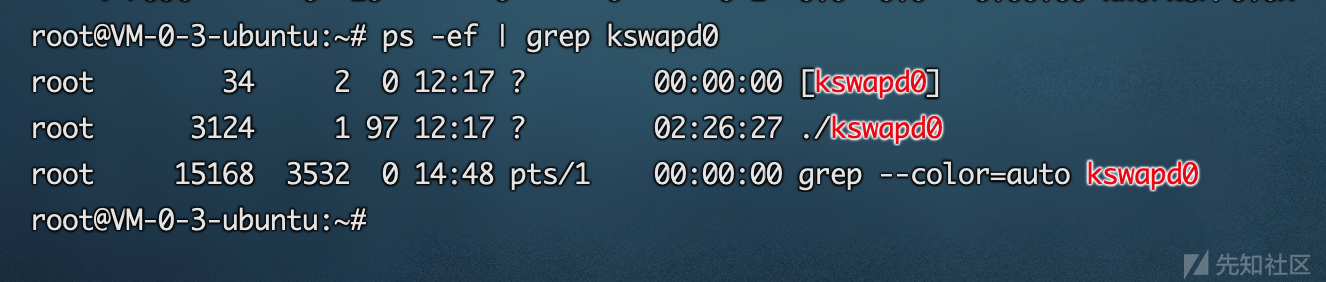 root@VM-0-3-ubuntu:~# ps -ef | grep kswapd0
root        34     2  0 12:17 ?        00:00:00 [kswapd0]
root      3124     1 97 12:17 ?        02:26:27 ./kswapd0
root     15168  3532  0 14:48 pts/1    00:00:00 grep --color=auto kswapd0
root@VM-0-3-ubuntu:~#
先知社区